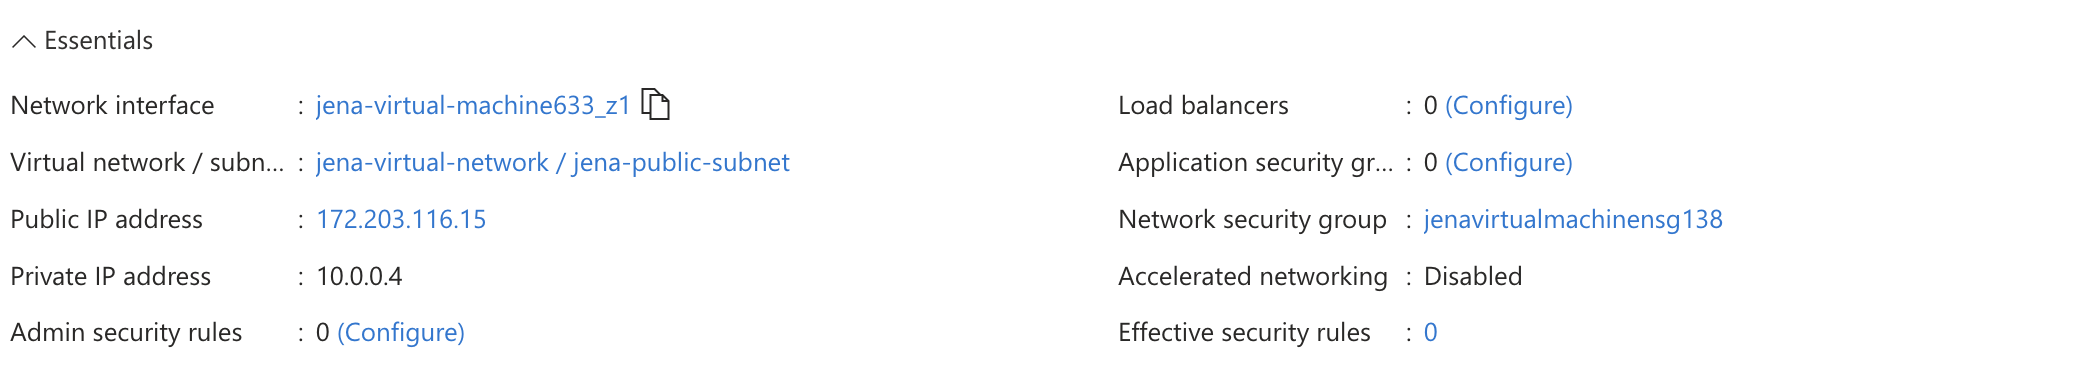 Essentials
Network interface : jena-virtual-machine633_z1
Virtual network / subn... : jena-virtual-network / jena-public-subnet
Public IP address : 172.203.116.15
Private IP address : 10.0.0.4
Admin security rules : 0 (Configure)
Load balancers : 0 (Configure)
Application security gr... : 0 (Configure)
Network security group : jenavirtualmachinensg138
Accelerated networking : Disabled
Effective security rules : 0